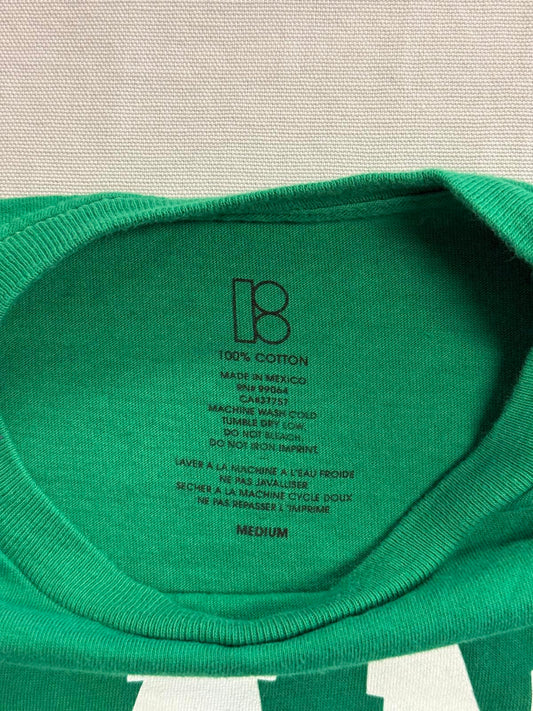 100% COTTON
MADE IN MEXICO
RN# 99064
CA#37757
MACHINE WASH COLD
TUMBLE DRY LOW.
DO NOT BLEACH.
DO NOT IRON IMPRINT.
LAVER A LA MACHINE A L'EAU FROIDE
NE PAS JAVALLISER
SECHER A LA MACHINE CYCLE DOUX
NE PAS REPASSER L'IMPRIME
MEDIUM